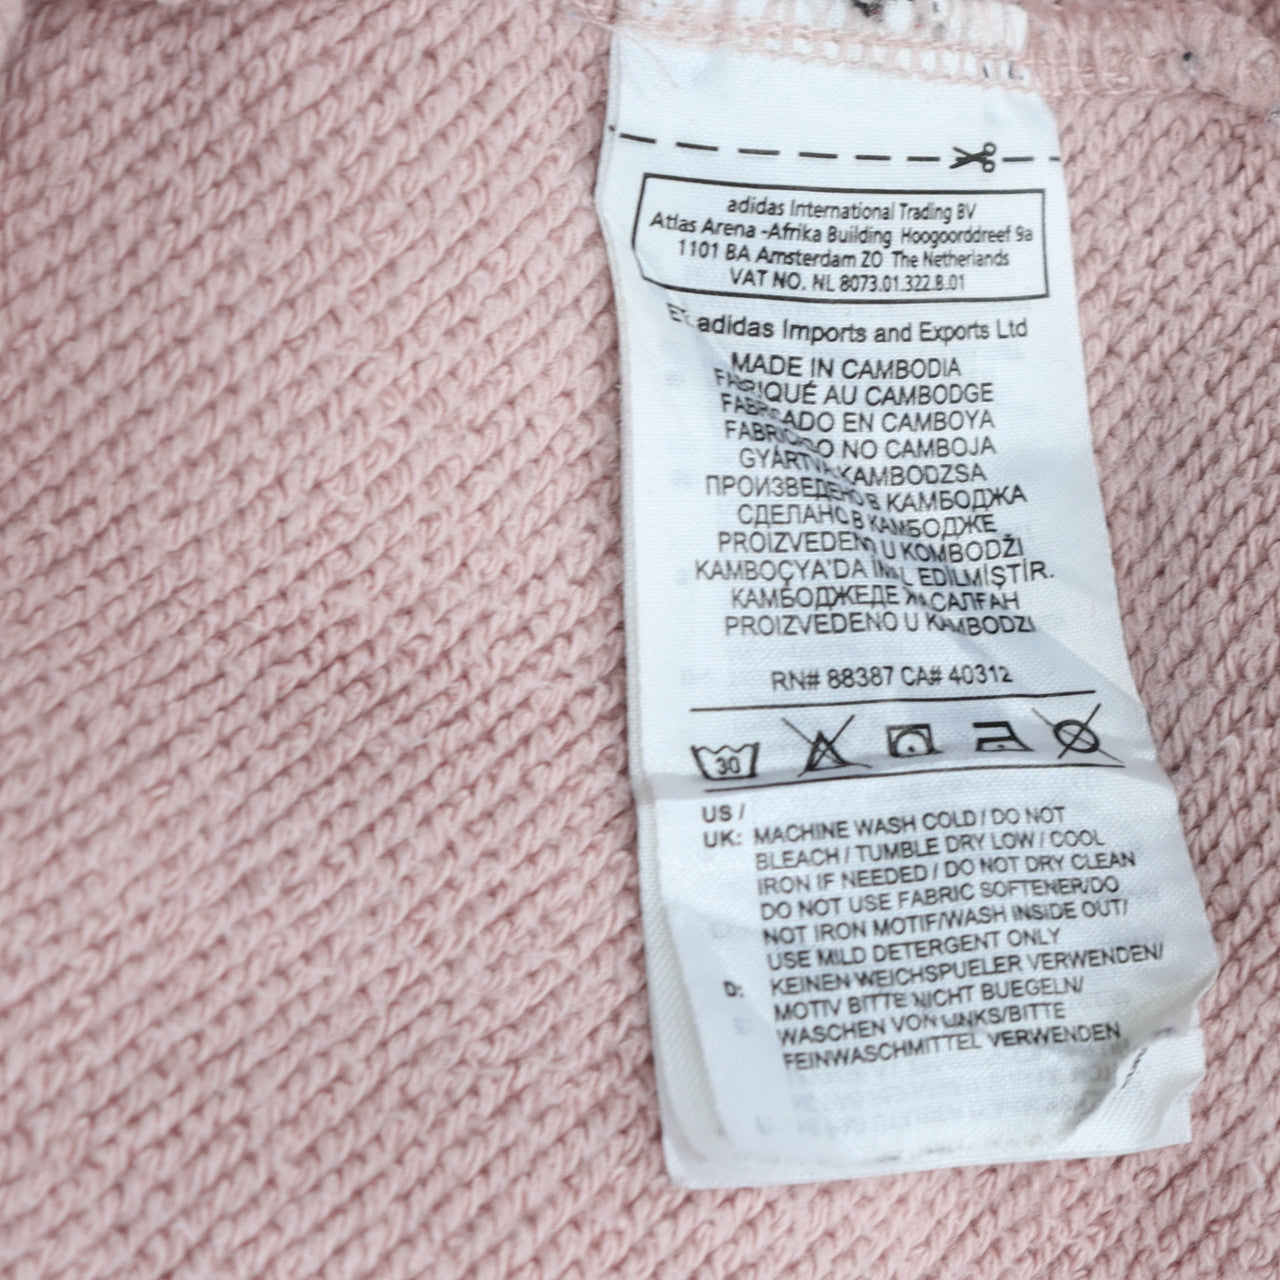 adidas International Trading BV
Atlas Arena -Afrika Building Hoogoorddreef 9a
1101 BA Amsterdam ZO The Netherlands
VAT NO. NL 8073.01.322.B.01
adidas Imports and Exports Ltd
MADE IN CAMBODIA
FABRIQUÉ AU CAMBODGE
FABRICADO EN CAMBOYA
FABRICADO NO CAMBOJA
GYÁRTVA KAMBODZSA
ПРОИЗВЕДЕНО В КАМБОДЖА
СДЕЛАНО В КАМБОДЖЕ
PROIZVEDENO U KOMBODŽI
KAMBOÇYA'DA İMAL EDİLMİŞTİR.
КАМБОДЖЕДЕ ЖАСАЛҒАН
PROIZVEDENO U KAMBODZI
RN# 88387 CA# 40312
30
US /
UK: MACHINE WASH COLD / DO NOT
BLEACH / TUMBLE DRY LOW / COOL
IRON IF NEEDED / DO NOT DRY CLEAN
DO NOT USE FABRIC SOFTENER/DO
NOT IRON MOTIF/WASH INSIDE OUT/
USE MILD DETERGENT ONLY
D: KEINEN WEICHSPUELER VERWENDEN/
MOTIV BITTE NICHT BUEGELN/
WASCHEN VON LINKS/BITTE
FEINWASCHMITTEL VERWENDEN